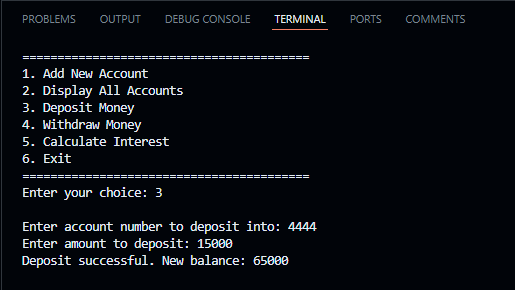 PROBLEMS OUTPUT DEBUG CONSOLE TERMINAL PORTS COMMENTS
=========================================
1. Add New Account
2. Display All Accounts
3. Deposit Money
4. Withdraw Money
5. Calculate Interest
6. Exit
=========================================
Enter your choice: 3
Enter account number to deposit into: 4444
Enter amount to deposit: 15000
Deposit successful. New balance: 65000